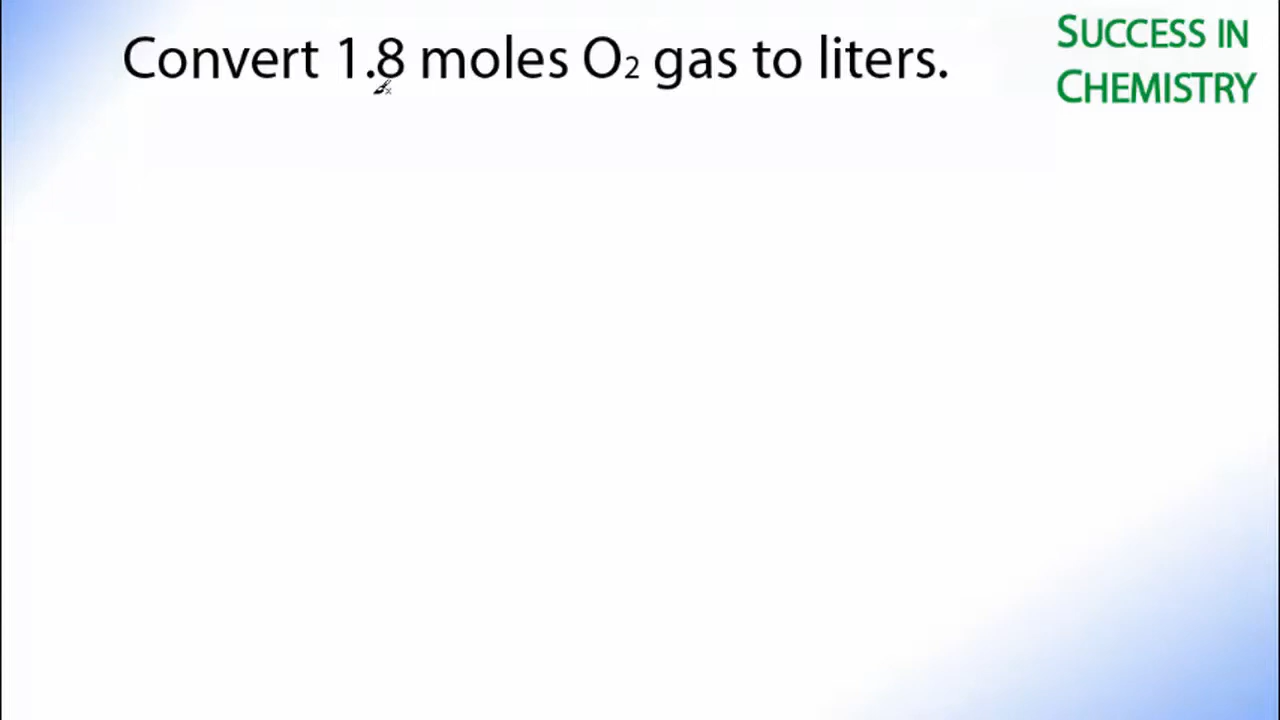 Convert 1.8 moles O₂ gas to liters.
SUCCESS IN
CHEMISTRY